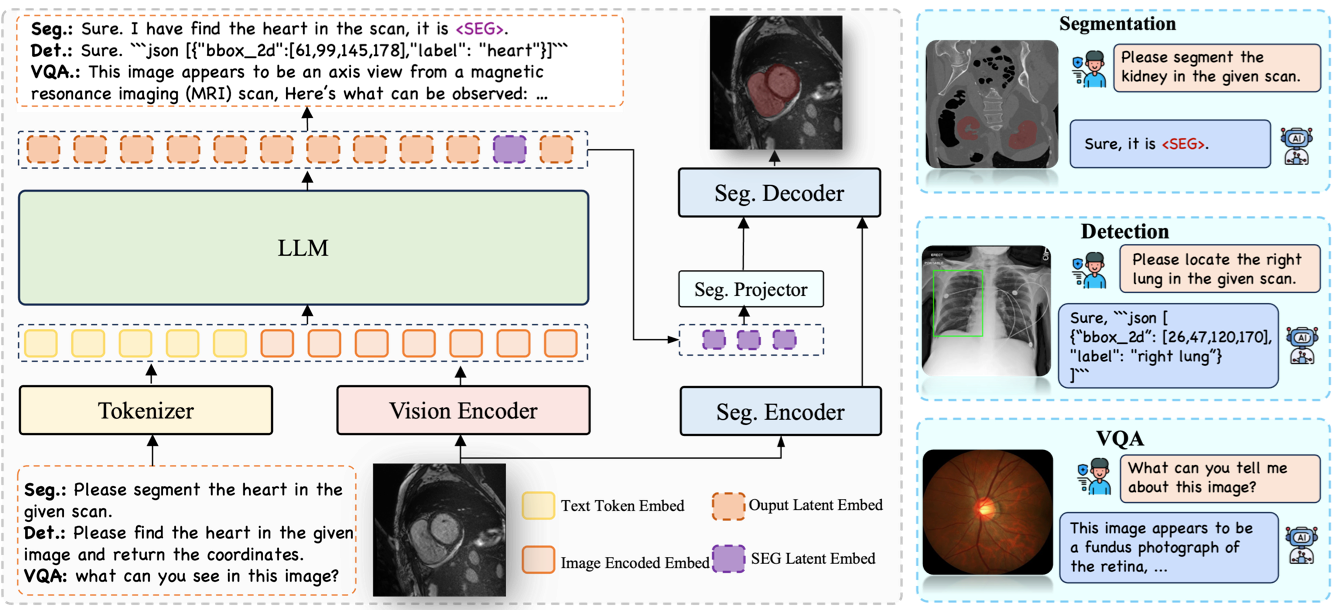 Seg.: Sure. I have find the heart in the scan, it is <SEG>.
Det.: Sure. ```json [{"bbox_2d":[61,99,145,178],"label": "heart"}]```
VQA.: This image appears to be an axis view from a magnetic
resonance imaging (MRI) scan, Here's what can be observed: ...
LLM
Tokenizer
Vision Encoder
Seg.: Please segment the heart in the
given scan.
Det.: Please find the heart in the given
image and return the coordinates.
VQA: what can you see in this image?
Seg. Decoder
Seg. Projector
Seg. Encoder
Text Token Embed
Ouput Latent Embed
Image Encoded Embed
SEG Latent Embed
Segmentation
Please segment the
kidney in the given scan.
Sure, it is <SEG>.
AI
Detection
Please locate the right
lung in the given scan.
Sure, ```json [
{"bbox_2d": [26,47,120,170],
"label": "right lung"}
]```
AI
VQA
What can you tell me
about this image?
This image appears to be
a fundus photograph of
the retina, ...
AI